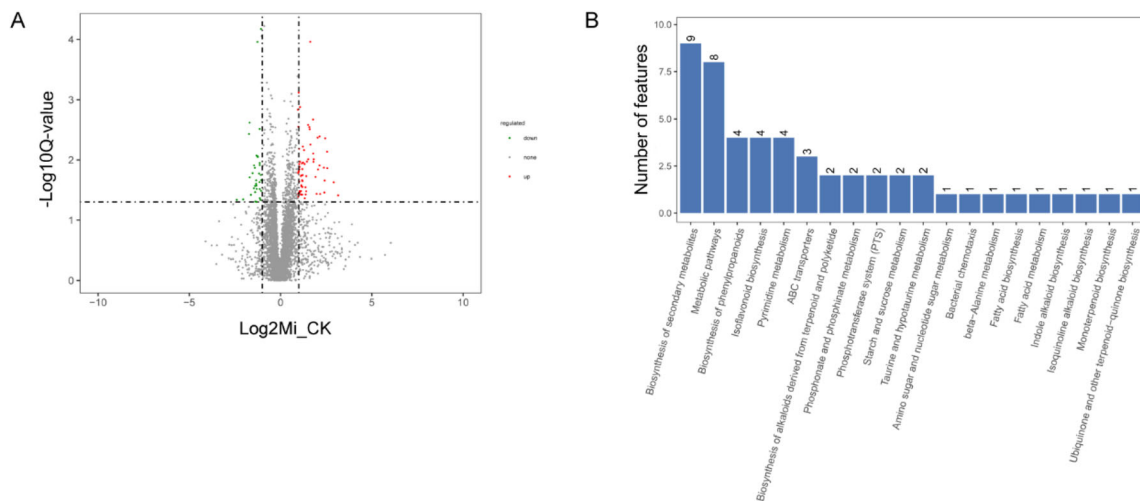 A
-Log10Q-value
4
3
2
1
0
-10
-5
0
5
10
Log2Mi_CK
regulated
down
none
up
B
Number of features
10.0
7.5
5.0
2.5
0.0
9
8
4
4
4
3
2
2
2
2
2
1
1
1
1
1
1
1
1
1
Biosynthesis of secondary metabolites
Metabolic pathways
Biosynthesis of phenylpropanoids
Isoflavonoid biosynthesis
Pyrimidine metabolism
ABC transporters
Biosynthesis of alkaloids derived from terpenoid and polyketide
Phosphonate and phosphinate metabolism
Phosphotransferase system (PTS)
Starch and sucrose metabolism
Taurine and hypotaurine metabolism
Amino sugar and nucleotide sugar metabolism
Bacterial chemotaxis
beta-Alanine metabolism
Fatty acid biosynthesis
Fatty acid metabolism
Indole alkaloid biosynthesis
Isoquinoline alkaloid biosynthesis
Monoterpenoid biosynthesis
Ubiquinone and other terpenoid-quinone biosynthesis